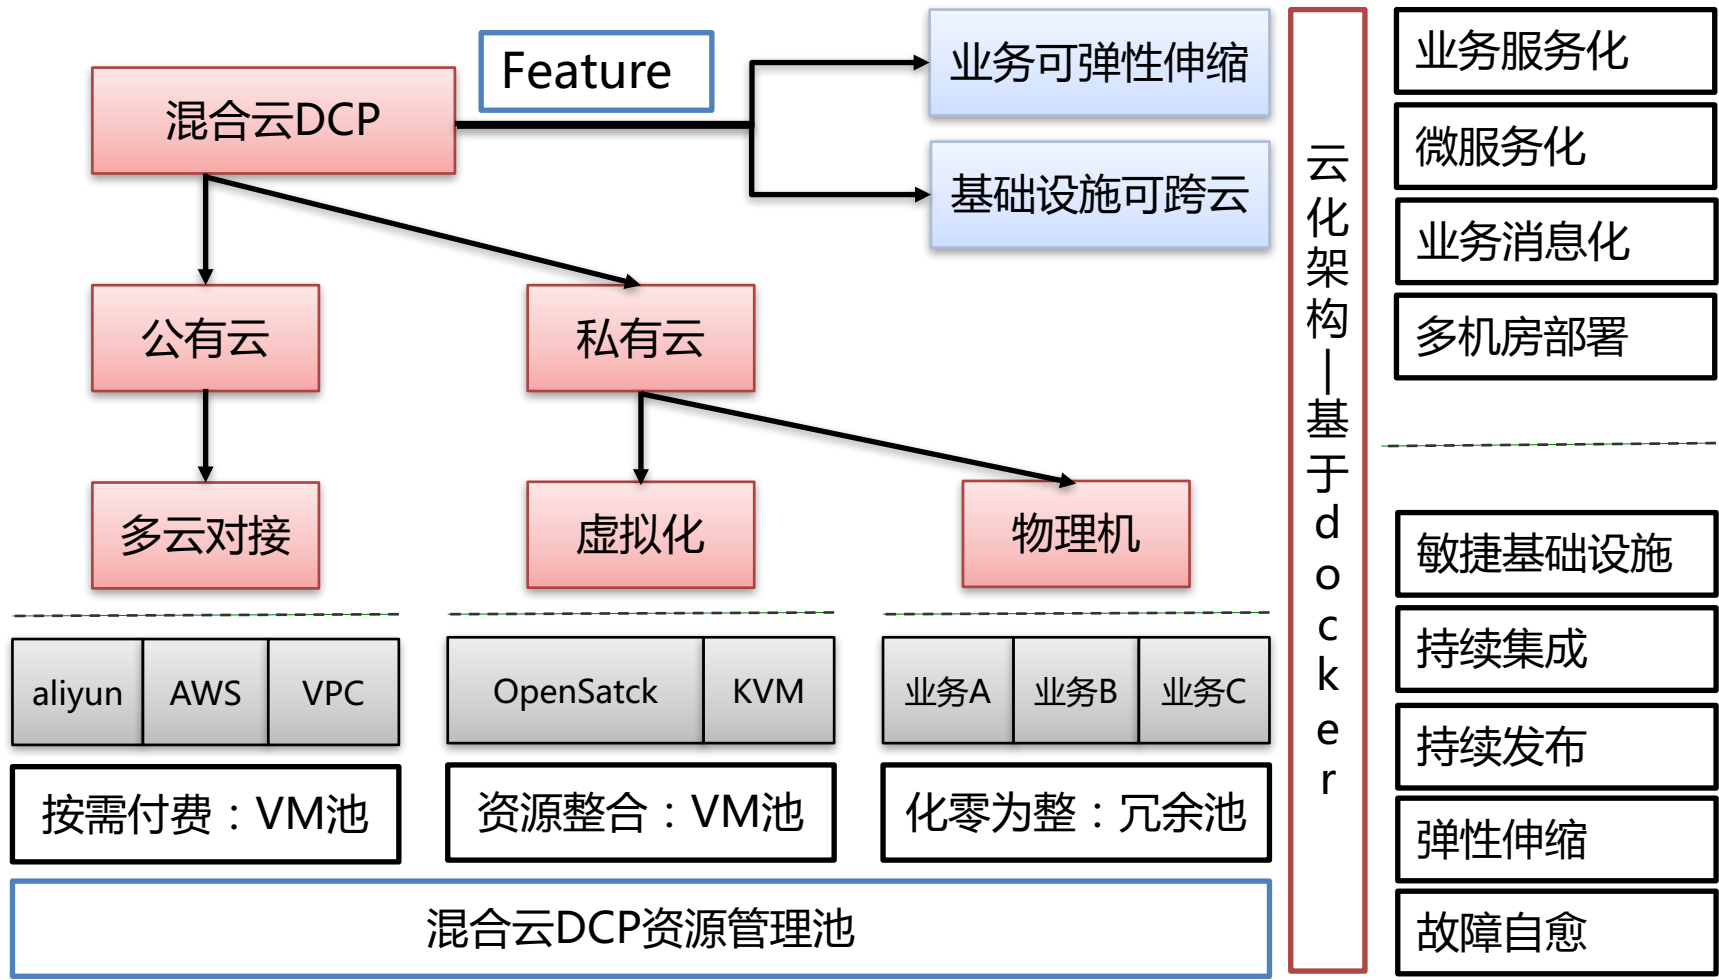 Feature
混合云DCP
业务可弹性伸缩
基础设施可跨云
公有云
私有云
多云对接
虚拟化
物理机
aliyun
AWS
VPC
OpenSatck
KVM
业务A
业务B
业务C
按需付费：VM池
资源整合：VM池
化零为整：冗余池
混合云DCP资源管理池
云化架构—基于docker
业务服务化
微服务化
业务消息化
多机房部署
敏捷基础设施
持续集成
持续发布
弹性伸缩
故障自愈